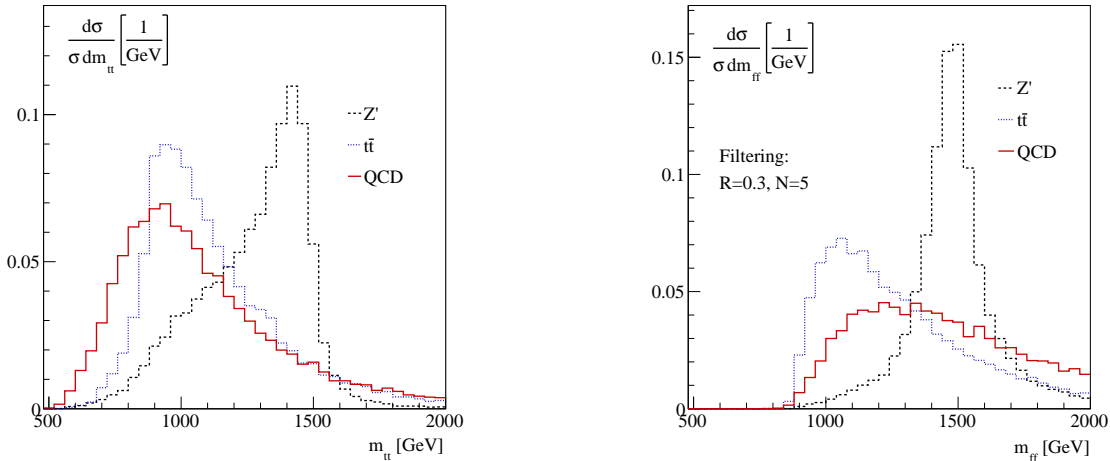 dσ
σ dm_tt
[1/GeV]
Z'
tt̄
QCD
0.1
0.05
0
500 1000 1500 2000
m_tt [GeV]
dσ
σ dm_ff
[1/GeV]
Z'
tt̄
QCD
Filtering:
R=0.3, N=5
0.15
0.1
0.05
0
500 1000 1500 2000
m_ff [GeV]